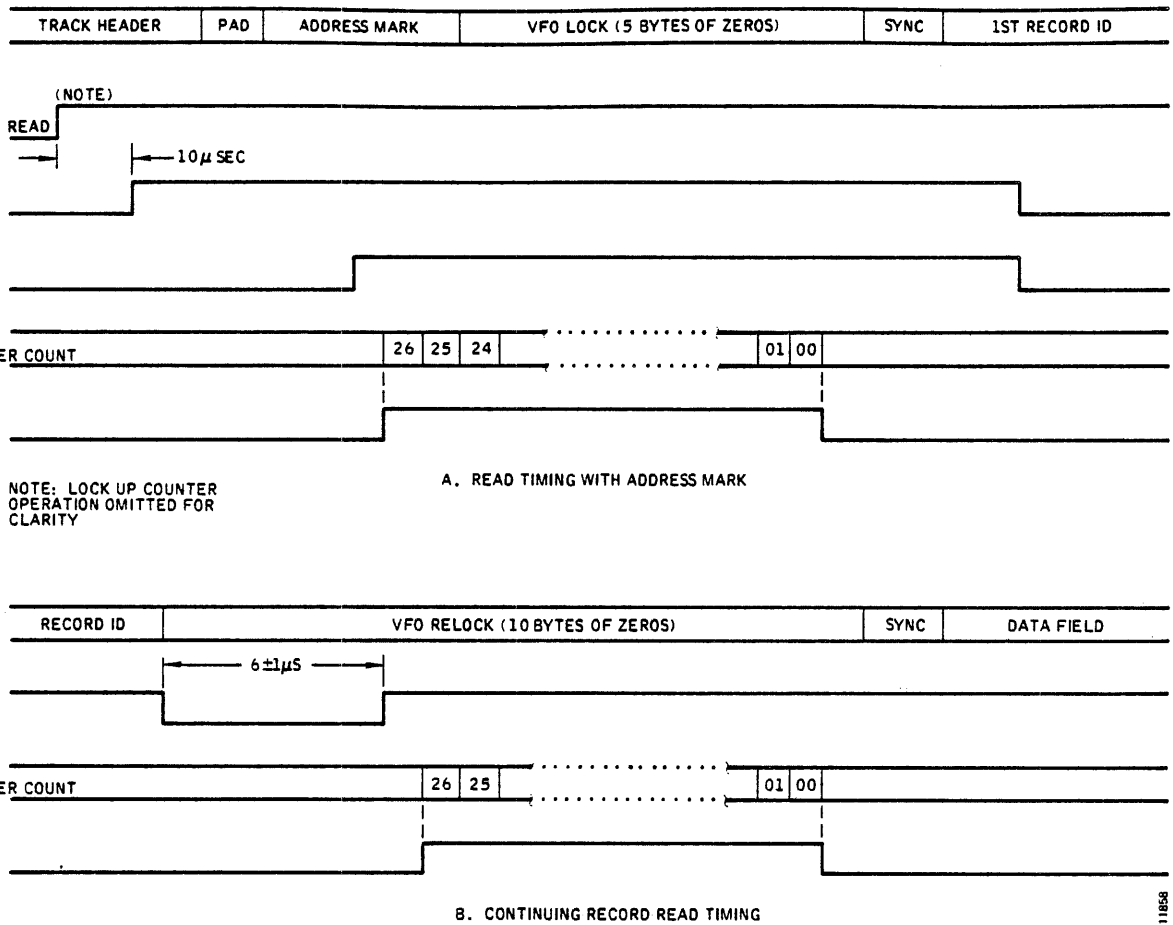 TRACK HEADER PAD ADDRESS MARK VFO LOCK (5 BYTES OF ZEROS) SYNC 1ST RECORD ID
(NOTE)
READ
10μ SEC
ER COUNT 26 25 24 01 00
A. READ TIMING WITH ADDRESS MARK
NOTE: LOCK UP COUNTER
OPERATION OMITTED FOR
CLARITY
RECORD ID VFO RELOCK (10 BYTES OF ZEROS) SYNC DATA FIELD
6±1μS
ER COUNT 26 25 01 00
B. CONTINUING RECORD READ TIMING
11858